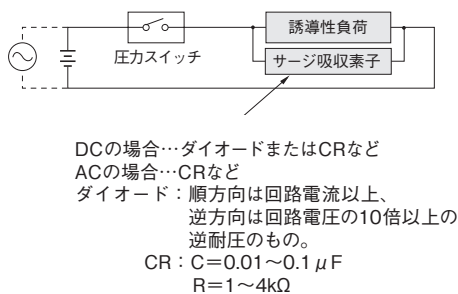 誘導性負荷
圧力スイッチ
サージ吸収素子
DCの場合…ダイオードまたはCRなど
ACの場合…CRなど
ダイオード：順方向は回路電流以上、
逆方向は回路電圧の10倍以上の
逆耐圧のもの。
CR：C＝0.01～0.1μF
R＝1～4kΩ